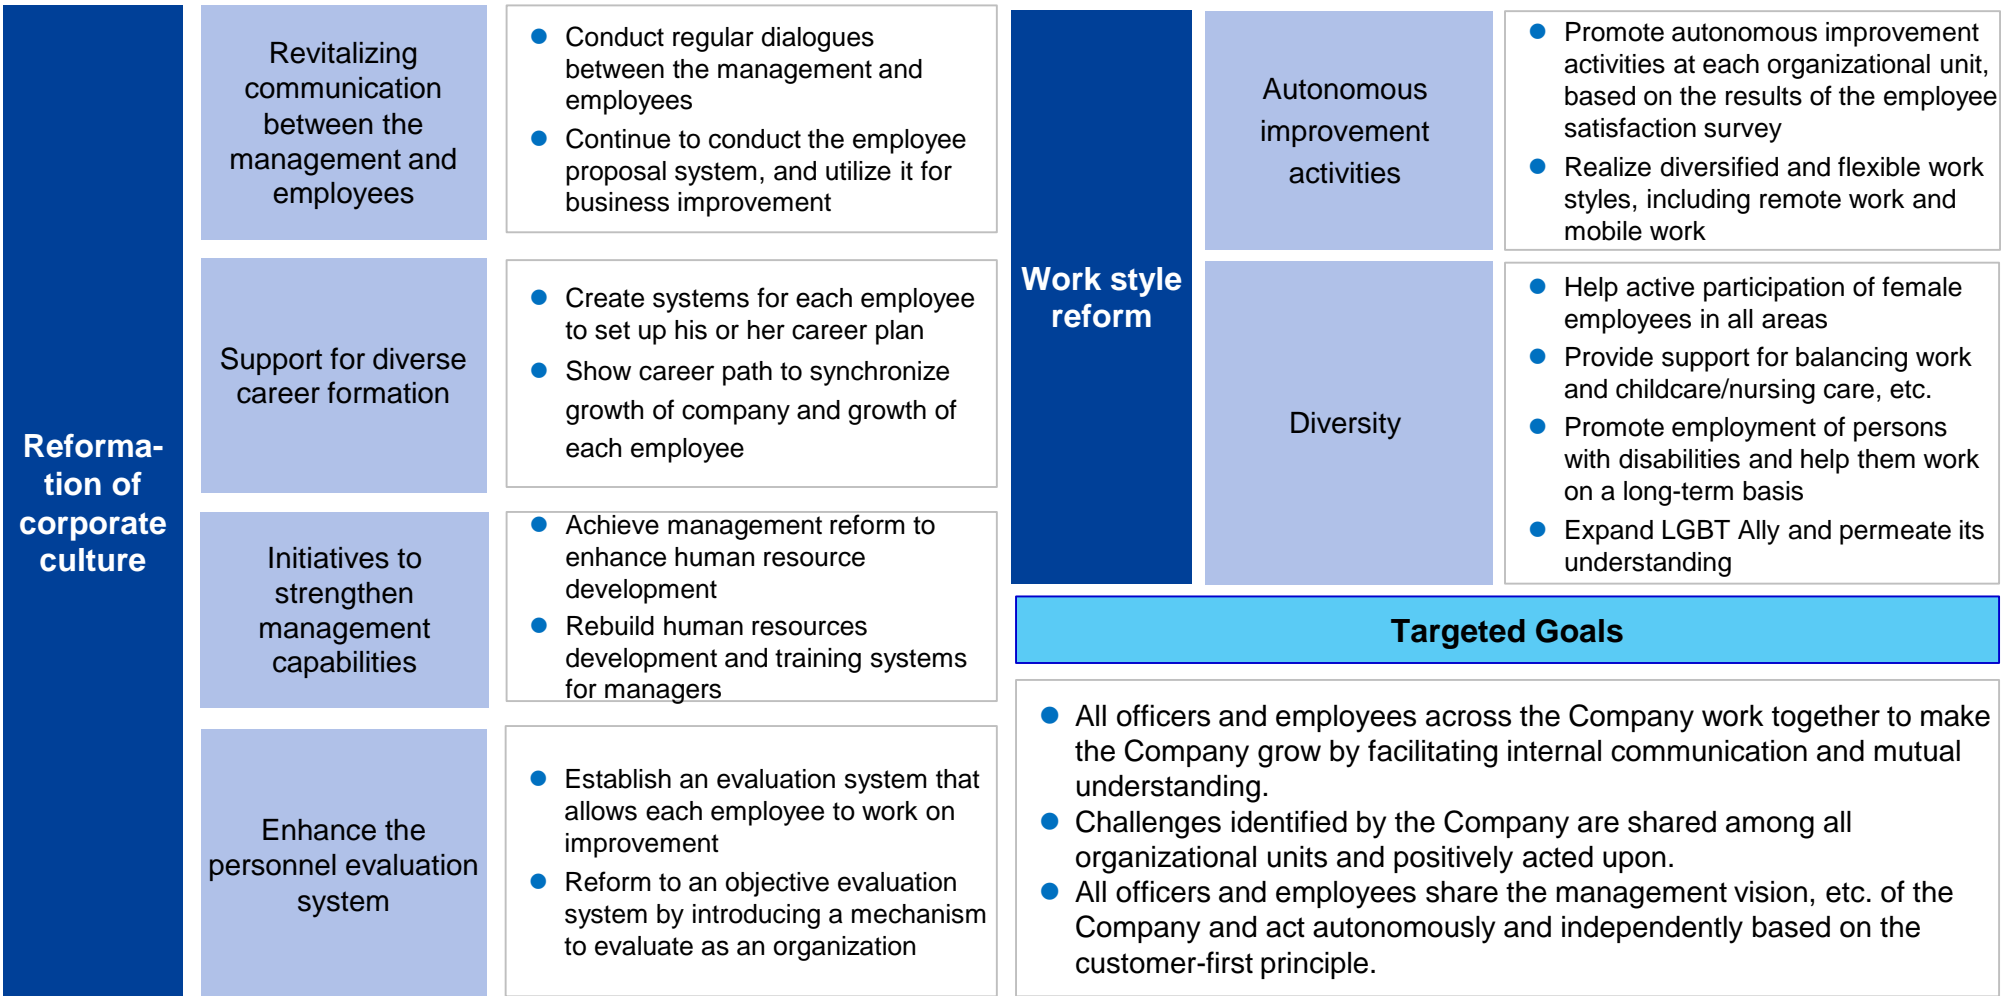 Reforma-
tion of
corporate
culture
Revitalizing
communication
between the
management and
employees
● Conduct regular dialogues
between the management and
employees
● Continue to conduct the employee
proposal system, and utilize it for
business improvement
Support for diverse
career formation
● Create systems for each employee
to set up his or her career plan
● Show career path to synchronize
growth of company and growth of
each employee
Initiatives to
strengthen
management
capabilities
● Achieve management reform to
enhance human resource
development
● Rebuild human resources
development and training systems
for managers
Enhance the
personnel evaluation
system
● Establish an evaluation system that
allows each employee to work on
improvement
● Reform to an objective evaluation
system by introducing a mechanism
to evaluate as an organization
Work style
reform
Autonomous
improvement
activities
● Promote autonomous improvement
activities at each organizational unit,
based on the results of the employee
satisfaction survey
● Realize diversified and flexible work
styles, including remote work and
mobile work
Diversity
● Help active participation of female
employees in all areas
● Provide support for balancing work
and childcare/nursing care, etc.
● Promote employment of persons
with disabilities and help them work
on a long-term basis
● Expand LGBT Ally and permeate its
understanding
Targeted Goals
● All officers and employees across the Company work together to make
the Company grow by facilitating internal communication and mutual
understanding.
● Challenges identified by the Company are shared among all
organizational units and positively acted upon.
● All officers and employees share the management vision, etc. of the
Company and act autonomously and independently based on the
customer-first principle.